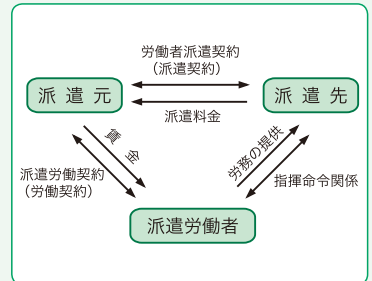 労働者派遣契約
（派遣契約）
派遣元
派遣先
派遣料金
賃金
労務の提供
派遣労働契約
（労働契約）
指揮命令関係
派遣労働者